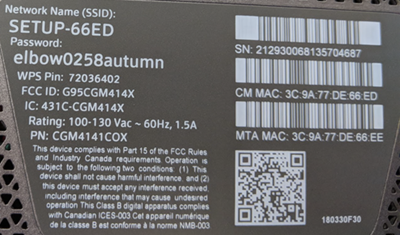 Network Name (SSID):
SETUP-66ED
Password:
elbow0258autumn
WPS Pin: 72036402
FCC ID: G95CGM414X
IC: 431C-CGM414X
Rating: 100-130 Vac ~ 60Hz, 1.5A
PN: CGM4141COX
This device complies with Part 15 of the FCC Rules
and Industry Canada requirements. Operation is
subject to the following two conditions: (1) This
device shall not cause harmful interference, and (2)
this device must accept any interference received,
including interference that may cause undesired
operation This Class B digital apparatus complies
with Canadian ICES-003 Cet appareil numérique
de la classe B est conforme à la norme NMB-003
SN: 212930068135704687
CM MAC: 3C:9A:77:DE:66:ED
MTA MAC: 3C:9A:77:DE:66:EE
180330F30